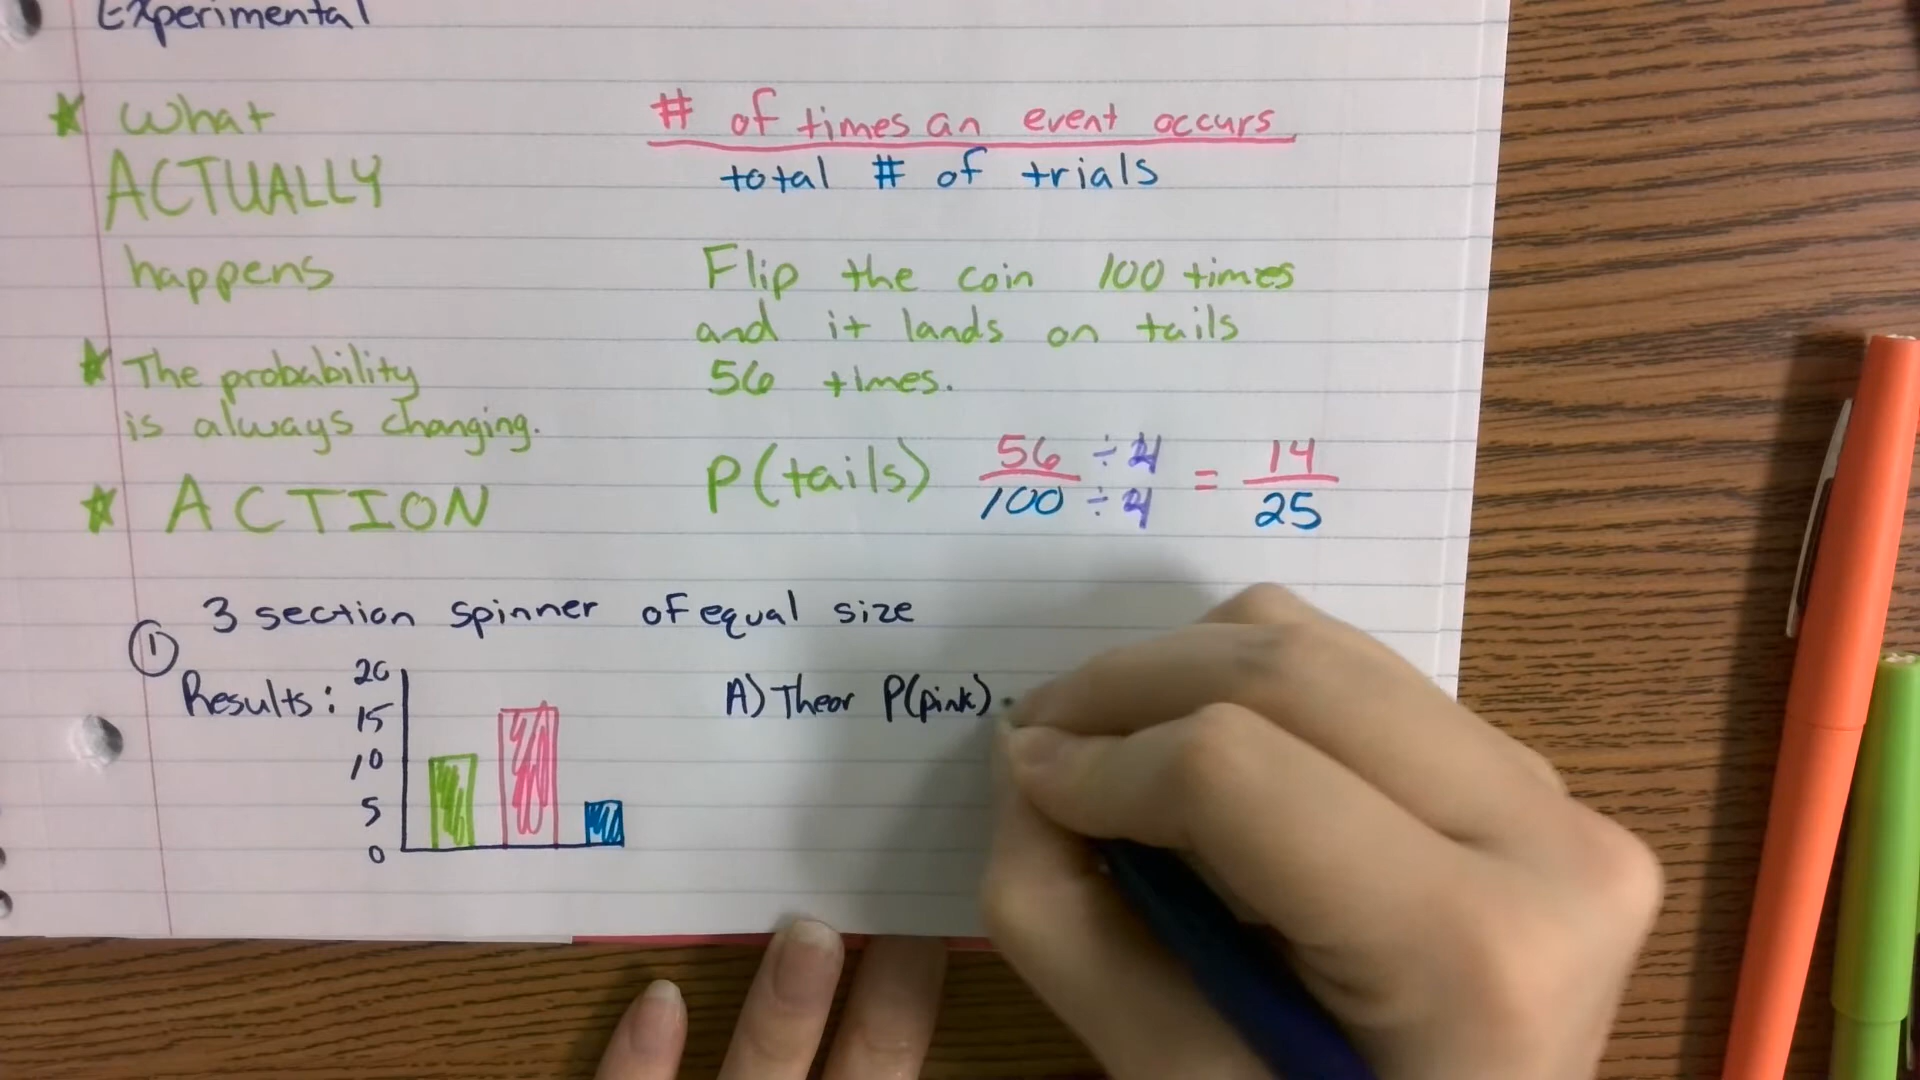 Experimental
What
ACTUALLY
happens
The probability
is always changing.
ACTION
# of times an event occurs
total # of trials
Flip the coin 100 times
and it lands on tails
56 times.
P(tails) 56 ÷ 4 = 14
100 ÷ 4 25
① 3 section spinner of equal size
Results:
20
15
10
5
0
A) Theor P(pink)